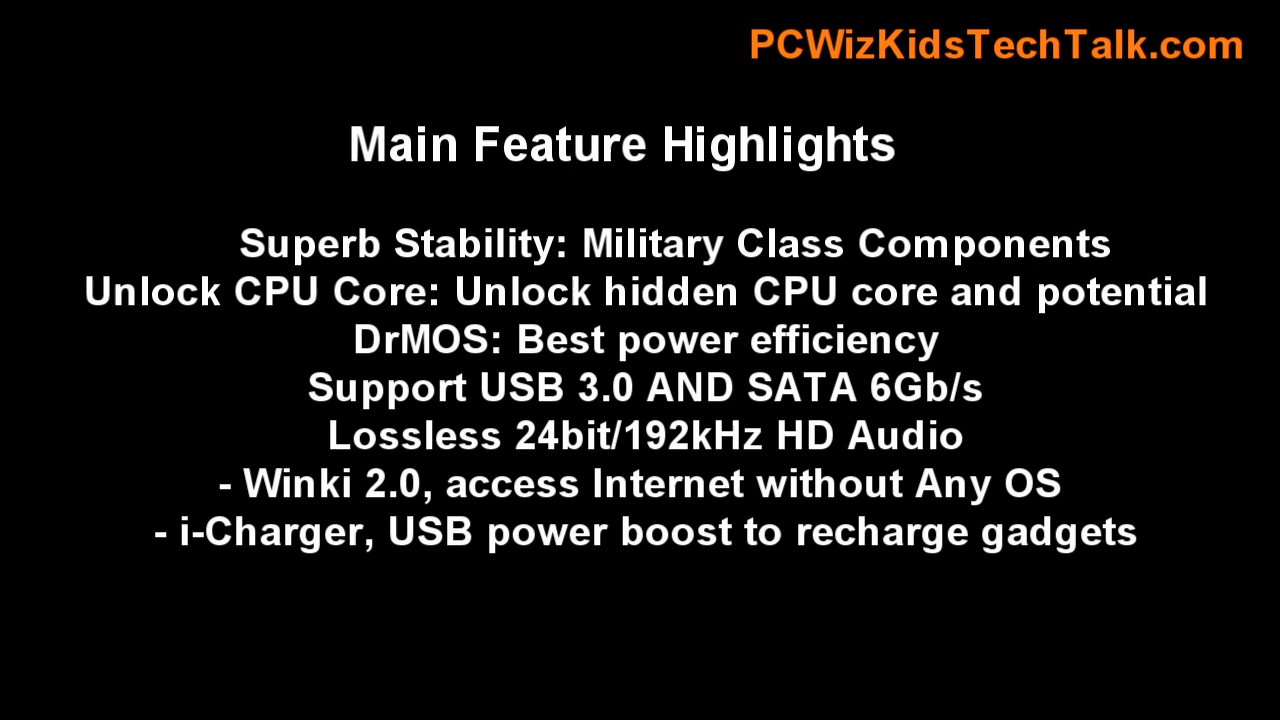 PCWizKidsTechTalk.com
Main Feature Highlights
Superb Stability: Military Class Components
Unlock CPU Core: Unlock hidden CPU core and potential
DrMOS: Best power efficiency
Support USB 3.0 AND SATA 6Gb/s
Lossless 24bit/192kHz HD Audio
- Winki 2.0, access Internet without Any OS
- i-Charger, USB power boost to recharge gadgets